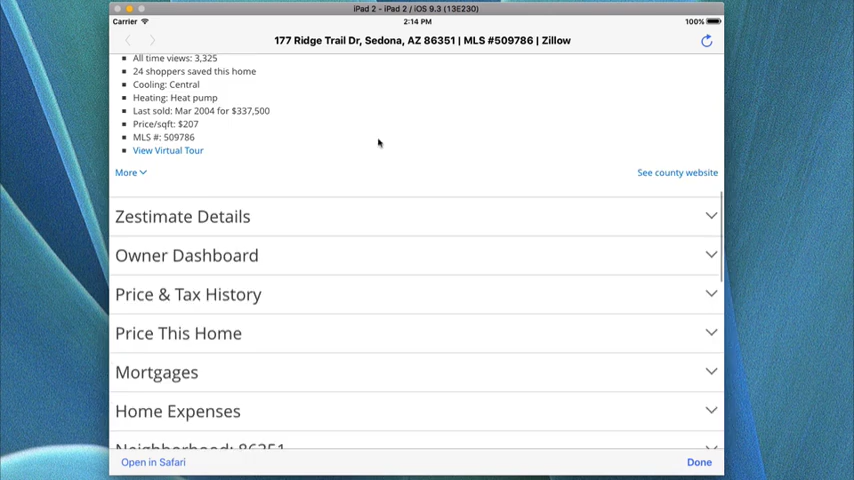 iPad 2 - iPad 2 / iOS 9.3 (13E230)
Carrier 2:14 PM 100%
177 Ridge Trail Dr, Sedona, AZ 86351 | MLS #509786 | Zillow
All time views: 3,325
24 shoppers saved this home
Cooling: Central
Heating: Heat pump
Last sold: Mar 2004 for $337,500
Price/sqft: $207
MLS #: 509786
View Virtual Tour
More See county website
Zestimate Details
Owner Dashboard
Price & Tax History
Price This Home
Mortgages
Home Expenses
Neighborhood: 86351
Open in Safari Done